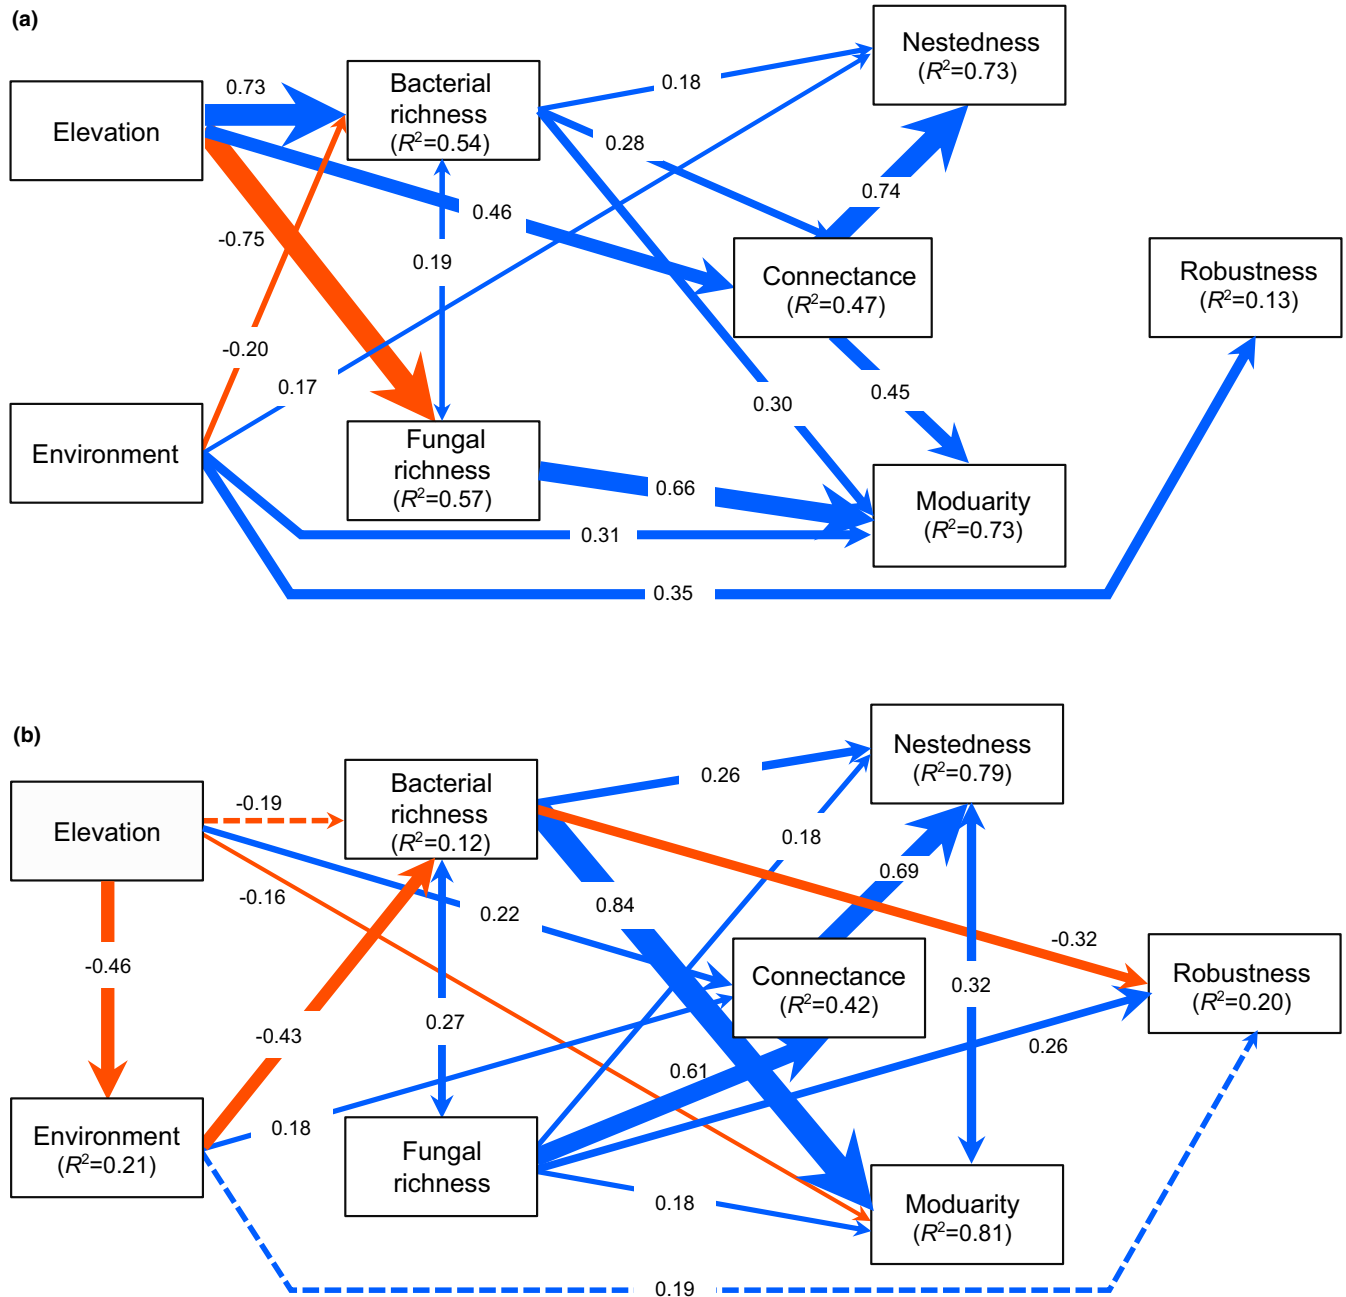 (a)
Elevation
0.73
Bacterial
richness
(R²=0.54)
Nestedness
(R²=0.73)
0.18
0.28
0.74
0.46
-0.75
0.19
Connectance
(R²=0.47)
Robustness
(R²=0.13)
-0.20
0.17
0.30
0.45
Environment
Fungal
richness
(R²=0.57)
0.66
Moduarity
(R²=0.73)
0.31
0.35
(b)
Elevation
-0.19
Bacterial
richness
(R²=0.12)
Nestedness
(R²=0.79)
0.26
0.18
0.69
-0.16
0.22
0.84
-0.32
-0.46
Connectance
(R²=0.42)
0.32
Robustness
(R²=0.20)
-0.43
0.27
0.26
0.61
Environment
(R²=0.21)
0.18
Fungal
richness
0.18
Moduarity
(R²=0.81)
0.19